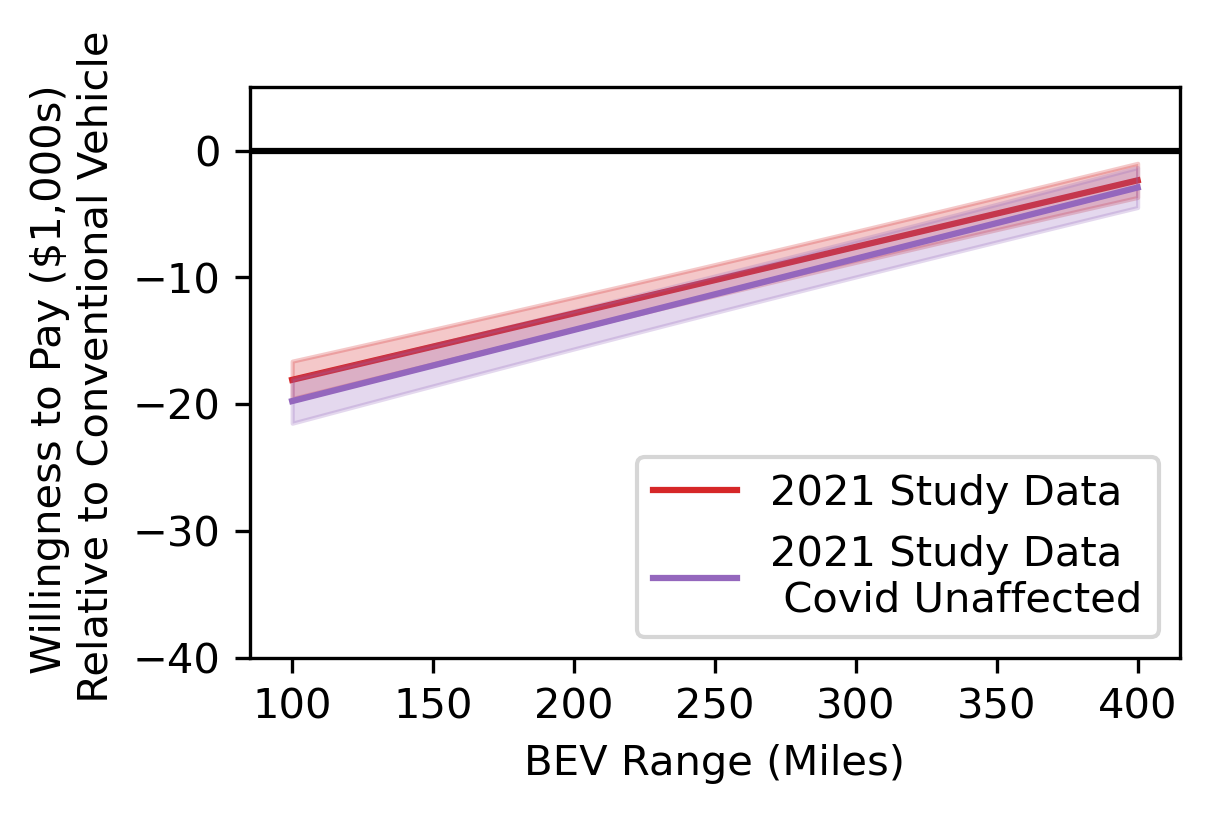 Willingness to Pay ($1,000s)
Relative to Conventional Vehicle
0
−10
−20
−30
−40
2021 Study Data
2021 Study Data
Covid Unaffected
100 150 200 250 300 350 400
BEV Range (Miles)